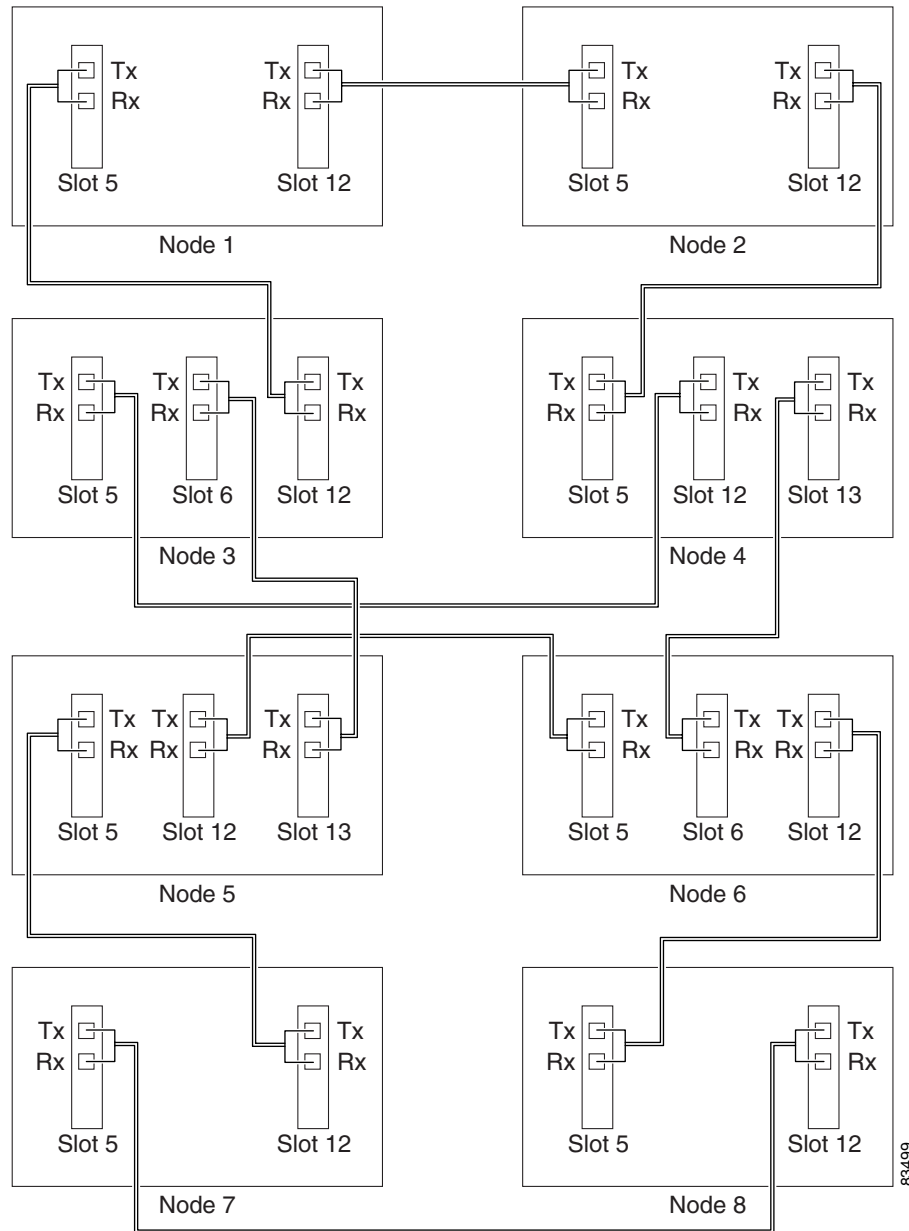 Tx Tx Tx Tx
Rx Rx Rx Rx
Slot 5 Slot 12 Slot 5 Slot 12
Node 1 Node 2
Tx Tx Tx Tx Tx Tx
Rx Rx Rx Rx Rx Rx
Slot 5 Slot 6 Slot 12 Slot 5 Slot 12 Slot 13
Node 3 Node 4
Tx Tx Tx Tx Tx Tx
Rx Rx Rx Rx Rx Rx
Slot 5 Slot 12 Slot 13 Slot 5 Slot 6 Slot 12
Node 5 Node 6
Tx Tx Tx Tx
Rx Rx Rx Rx
Slot 5 Slot 12 Slot 5 Slot 12
Node 7 Node 8
83499